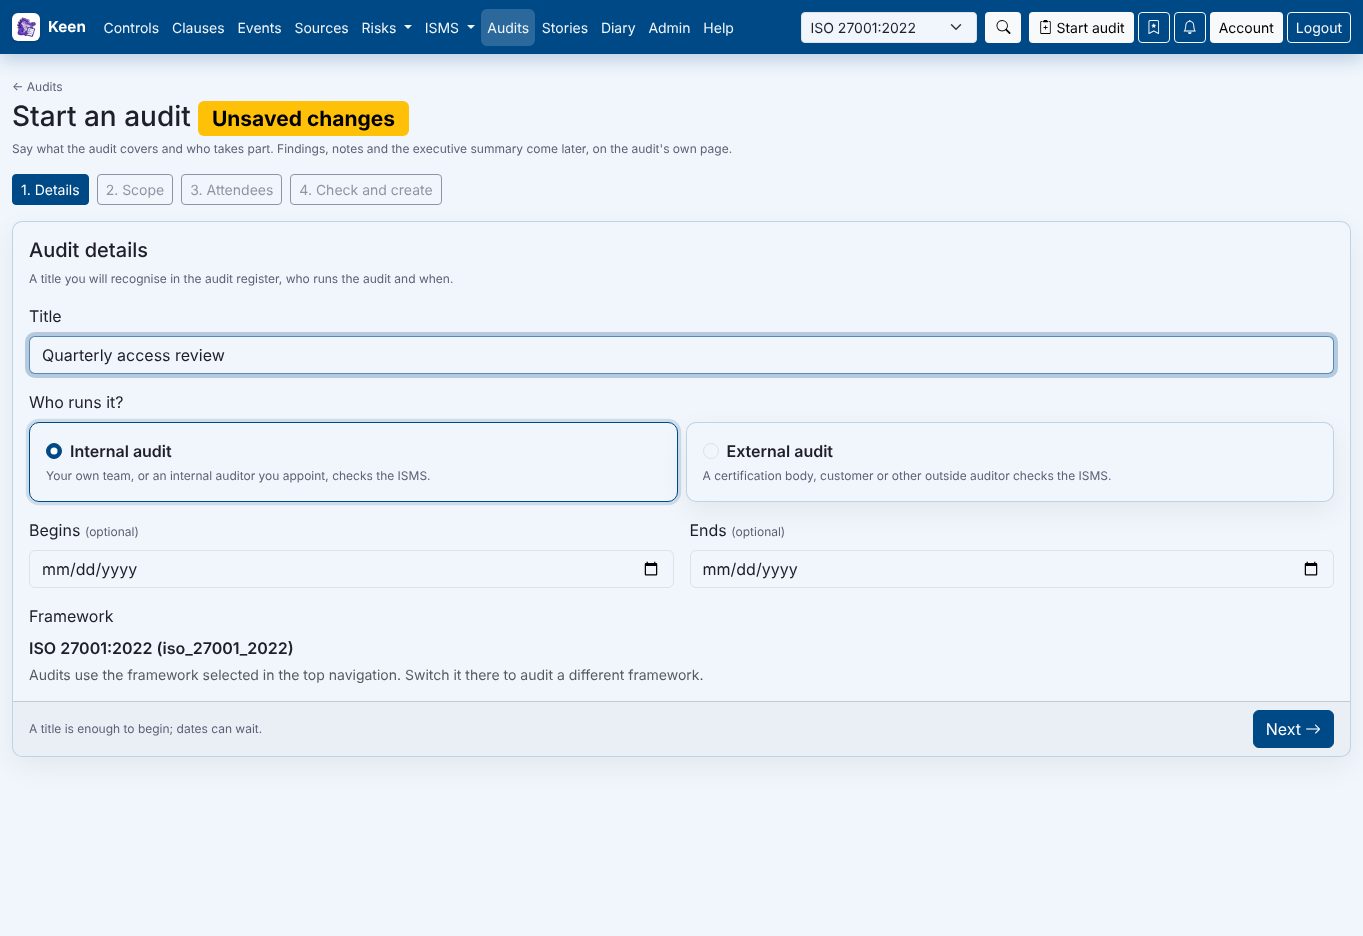 Keen Controls Clauses Events Sources Risks ISMS Audits Stories Diary Admin Help ISO 27001:2022 Start audit Account Logout
← Audits
Start an audit Unsaved changes
Say what the audit covers and who takes part. Findings, notes and the executive summary come later, on the audit's own page.
1. Details 2. Scope 3. Attendees 4. Check and create
Audit details
A title you will recognise in the audit register, who runs the audit and when.
Title
Quarterly access review
Who runs it?
Internal audit
Your own team, or an internal auditor you appoint, checks the ISMS.
External audit
A certification body, customer or other outside auditor checks the ISMS.
Begins (optional)
mm/dd/yyyy
Ends (optional)
mm/dd/yyyy
Framework
ISO 27001:2022 (iso_27001_2022)
Audits use the framework selected in the top navigation. Switch it there to audit a different framework.
A title is enough to begin; dates can wait.
Next →